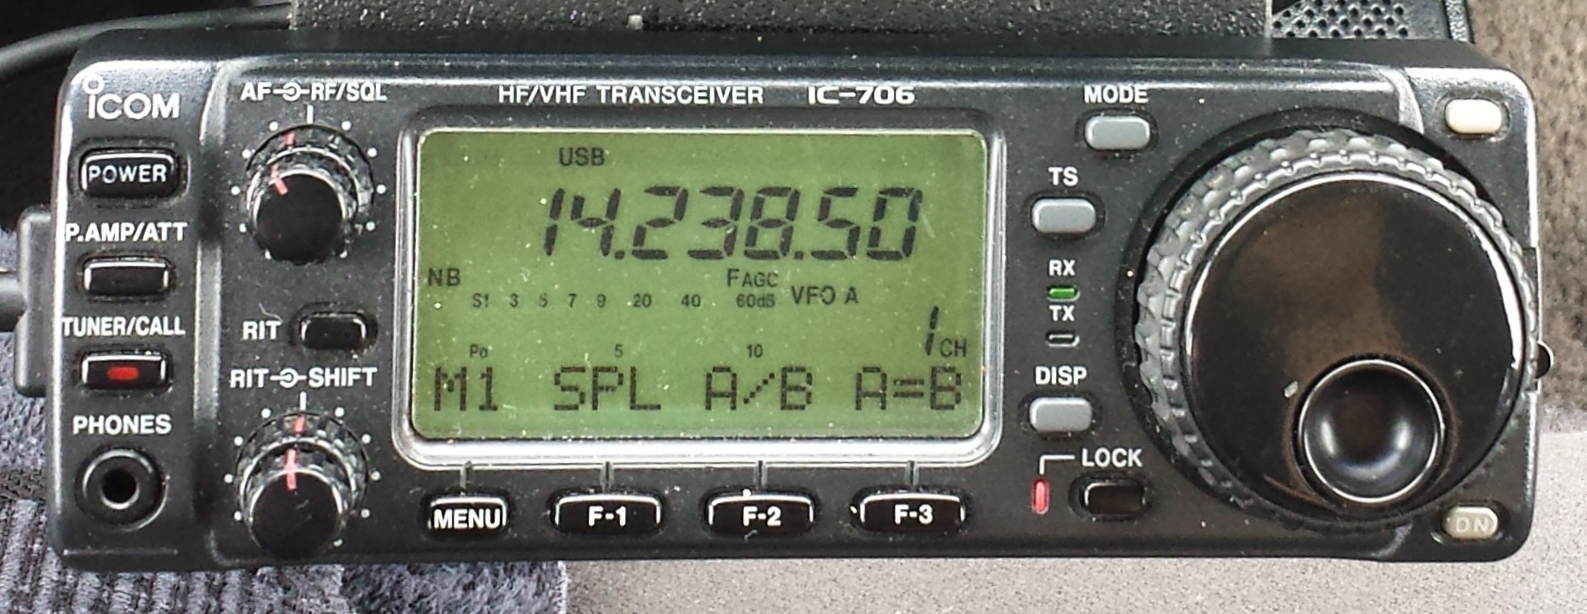 ICOM
AF RF/SQL
HF/VHF TRANSCEIVER IC-706
MODE
POWER
USB
TS
14.238.50
P.AMP/ATT
NB
FAGC
RX
S1 3 5 7 9 20 40 60dB VFO A
TX
TUNER/CALL
RIT
1CH
Po 5 10
RIT SHIFT
M1 SPL A/B A=B
DISP
PHONES
LOCK
MENU F-1 F-2 F-3
DN